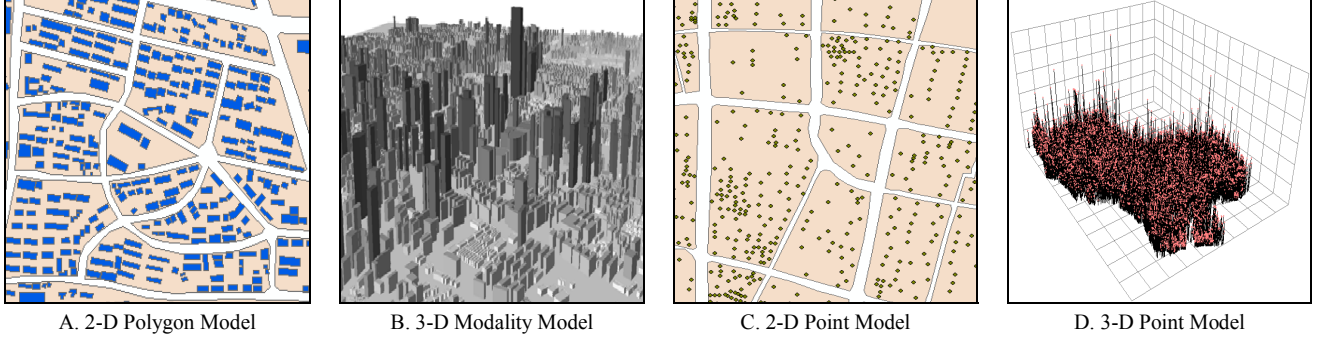 A. 2-D Polygon Model
B. 3-D Modality Model
C. 2-D Point Model
D. 3-D Point Model